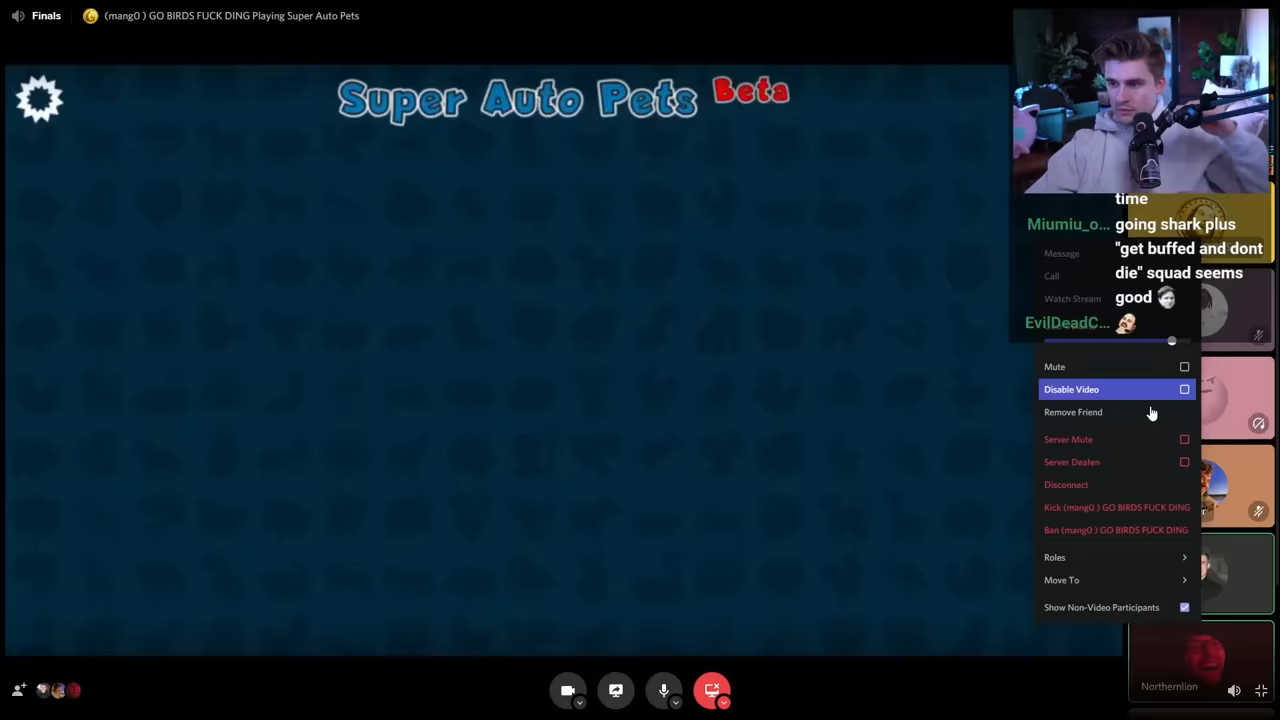 Finals
(mang0 ) GO BIRDS FUCK DING Playing Super Auto Pets
Super Auto Pets Beta
time
Miumiu_o... going shark plus
"get buffed and dont
die" squad seems
good
EvilDeadC...
Message
Call
Watch Stream
Mute
Disable Video
Remove Friend
Server Mute
Server Deafen
Disconnect
Kick (mang0 ) GO BIRDS FUCK DING
Ban (mang0 ) GO BIRDS FUCK DING
Roles
Move To
Show Non-Video Participants
Northernlion